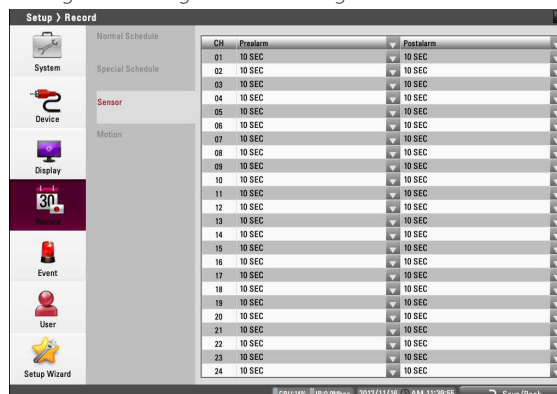 Setup > Record
System
Device
Display
30
Record
Event
User
Setup Wizard
Normal Schedule
Special Schedule
Sensor
Motion
CH Prealarm Postalarm
01 10 SEC 10 SEC
02 10 SEC 10 SEC
03 10 SEC 10 SEC
04 10 SEC 10 SEC
05 10 SEC 10 SEC
06 10 SEC 10 SEC
07 10 SEC 10 SEC
08 10 SEC 10 SEC
09 10 SEC 10 SEC
10 10 SEC 10 SEC
11 10 SEC 10 SEC
12 10 SEC 10 SEC
13 10 SEC 10 SEC
14 10 SEC 10 SEC
15 10 SEC 10 SEC
16 10 SEC 10 SEC
17 10 SEC 10 SEC
18 10 SEC 10 SEC
19 10 SEC 10 SEC
20 10 SEC 10 SEC
21 10 SEC 10 SEC
22 10 SEC 10 SEC
23 10 SEC 10 SEC
24 10 SEC 10 SEC
2012/11/16 AM 11:39:55 Save/Back